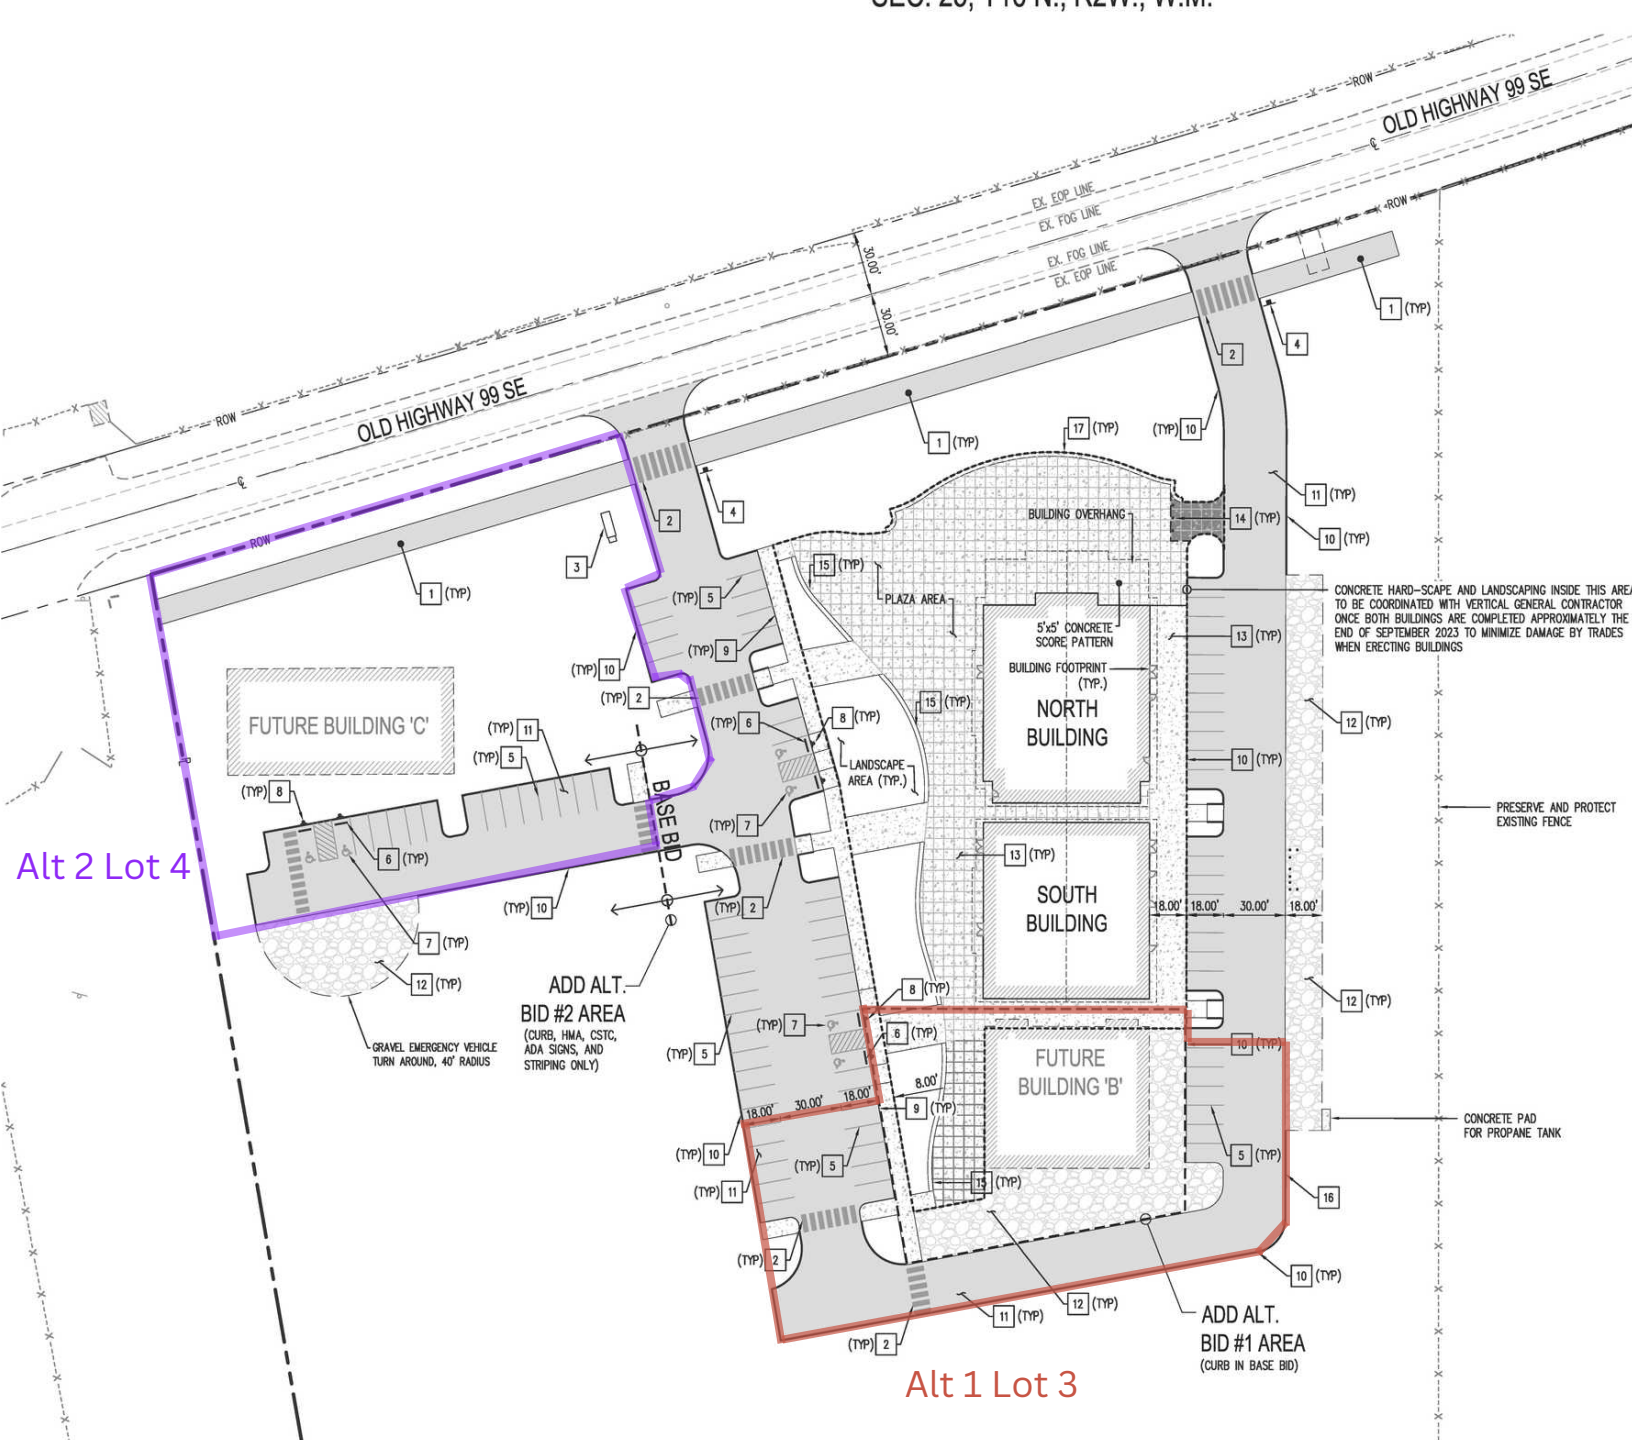 SEC. 26, T16 N., R2W., W.M.
ROW
OLD HIGHWAY 99 SE
℄
EX. EOP LINE
EX. FOG LINE
EX. FOG LINE
EX. EOP LINE
ROW
30.00'
30.00'
1 (TYP)
2
4
ROW
OLD HIGHWAY 99 SE
℄
17 (TYP)
(TYP) 10
1 (TYP)
11 (TYP)
2
4
BUILDING OVERHANG
14 (TYP)
10 (TYP)
ROW
3
15 (TYP)
1 (TYP)
5 (TYP)
PLAZA AREA
CONCRETE HARD-SCAPE AND LANDSCAPING INSIDE THIS AREA
TO BE COORDINATED WITH VERTICAL GENERAL CONTRACTOR
ONCE BOTH BUILDINGS ARE COMPLETED APPROXIMATELY THE
END OF SEPTEMBER 2023 TO MINIMIZE DAMAGE BY TRADES
WHEN ERECTING BUILDINGS
5'x5' CONCRETE
SCORE PATTERN
13 (TYP)
(TYP) 9
(TYP) 10
BUILDING FOOTPRINT
(TYP.)
(TYP) 2
15 (TYP)
NORTH
BUILDING
12 (TYP)
FUTURE BUILDING 'C'
(TYP) 11
(TYP) 5
(TYP) 6
8 (TYP)
LANDSCAPE
AREA (TYP.)
10 (TYP)
(TYP) 8
BASE BID
PRESERVE AND PROTECT
EXISTING FENCE
(TYP) 7
6 (TYP)
13 (TYP)
Alt 2 Lot 4
SOUTH
BUILDING
(TYP) 10
(TYP) 2
18.00' 18.00' 30.00' 18.00'
7 (TYP)
12 (TYP)
ADD ALT.
BID #2 AREA
(CURB, HMA, CSTC,
ADA SIGNS, AND
STRIPING ONLY)
8 (TYP)
12 (TYP)
(TYP) 7
6 (TYP)
GRAVEL EMERGENCY VEHICLE
TURN AROUND, 40' RADIUS
(TYP) 5
10 (TYP)
FUTURE
BUILDING 'B'
8.00'
18.00' 30.00' 18.00'
9 (TYP)
CONCRETE PAD
FOR PROPANE TANK
(TYP) 10
(TYP) 5
5 (TYP)
(TYP) 11
15 (TYP)
16
(TYP) 2
10 (TYP)
12 (TYP)
11 (TYP)
(TYP) 2
ADD ALT.
BID #1 AREA
(CURB IN BASE BID)
Alt 1 Lot 3